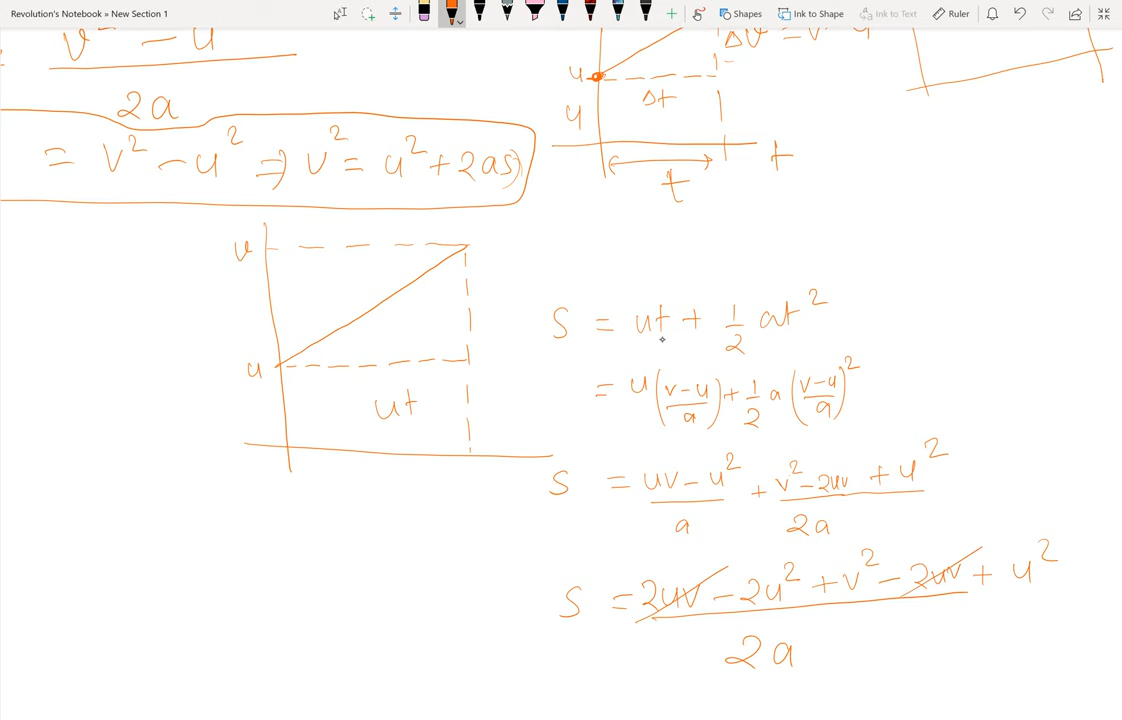 Revolution's Notebook » New Section 1
Shapes Ink to Shape Ink to Text Ruler
v² - u
2a
= v² - u² ⇒ v² = u² + 2as)
u
Δt
u
t
t
v
u
ut
S = ut + 1/2 at²
= u((v-u)/a) + 1/2 a((v-u)/a)²
S = (uv - u²)/a + (v² - 2uv + u²)/2a
S = (2uv - 2u² + v² - 2uv + u²)/2a